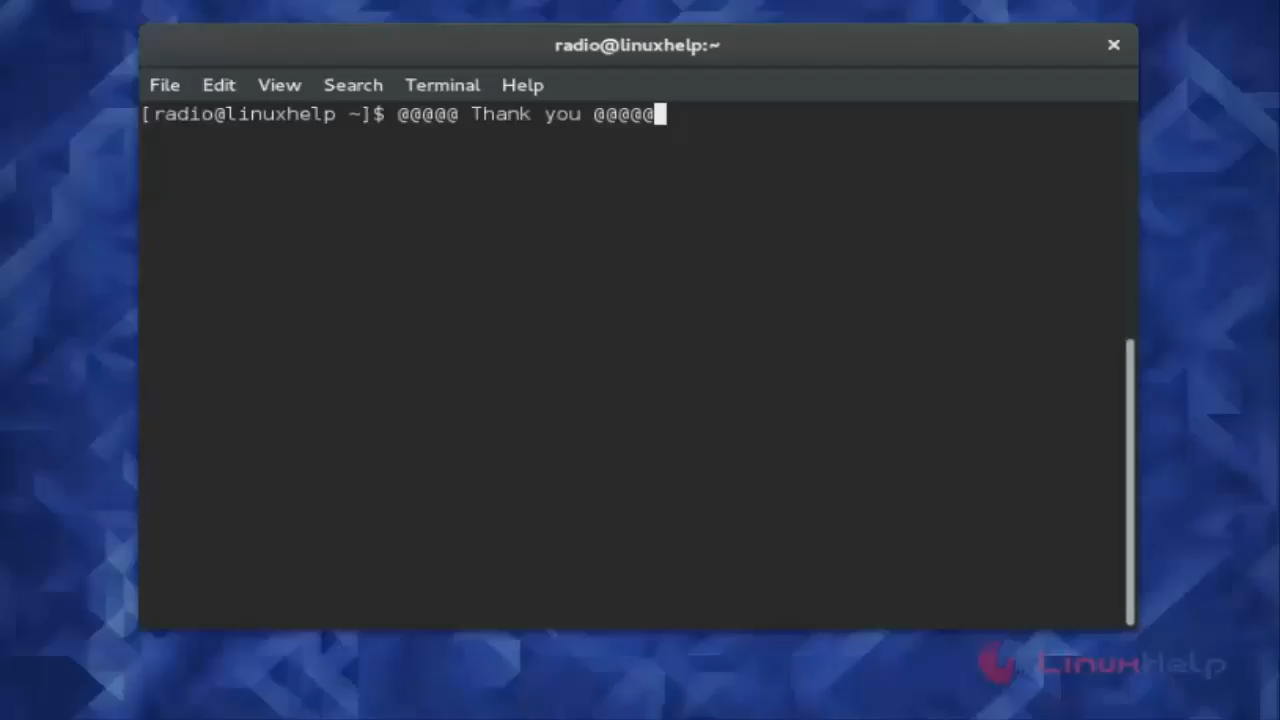 radio@linuxhelp:~
File Edit View Search Terminal Help
[radio@linuxhelp ~]$ @@@@@ Thank you @@@@@
LinuxHelp